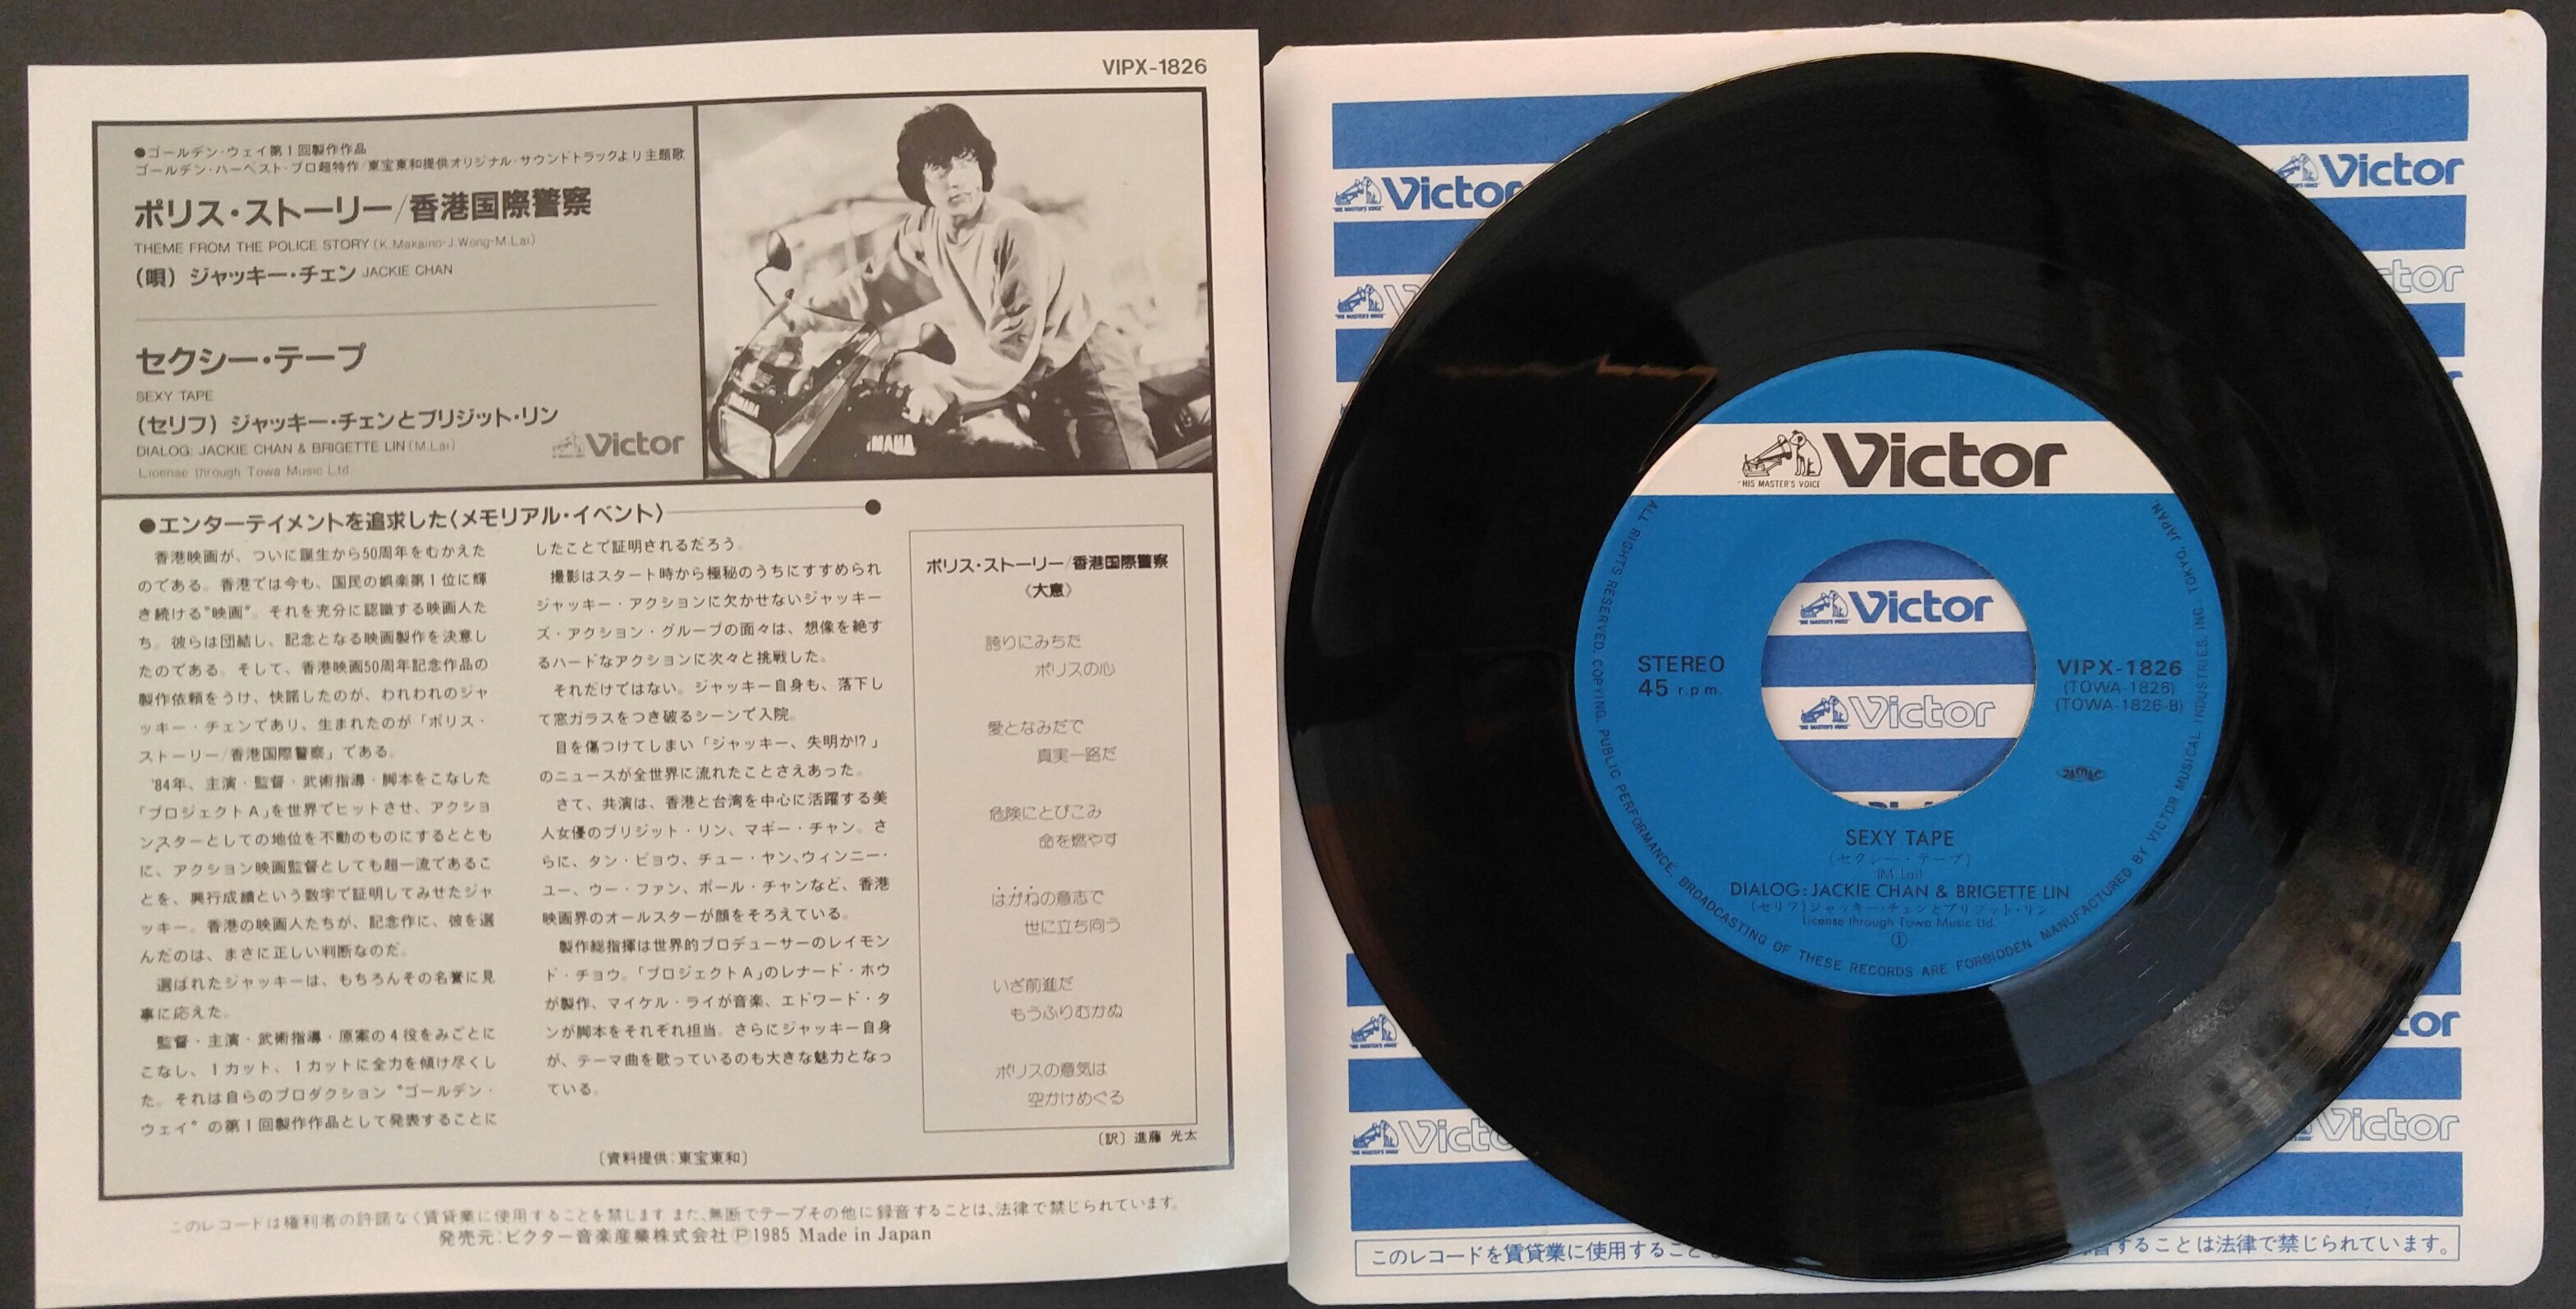 VIPX-1826
●ゴールデン・ウェイ第1回製作作品
ゴールデン・ハーベスト・プロ超特作/東宝東和提供オリジナル・サウンドトラックより主題歌
ポリス・ストーリー/香港国際警察
THEME FROM THE POLICE STORY (K.Makaino-J.Wong-M.Lai)
(唄) ジャッキー・チェン JACKIE CHAN
セクシー・テープ
SEXY TAPE
(セリフ) ジャッキー・チェンとブリジット・リン
DIALOG: JACKIE CHAN & BRIGETTE LIN (M.Lai)
License through Towa Music Ltd.
Victor
YAMAHA
●エンターテイメントを追求した〈メモリアル・イベント〉
香港映画が、ついに誕生から50周年をむかえた
のである。香港では今も、国民の娯楽第1位に輝
き続ける"映画"。それを充分に認識する映画人た
ち。彼らは団結し、記念となる映画製作を決意し
たのである。そして、香港映画50周年記念作品の
製作依頼をうけ、快諾したのが、われわれのジャ
ッキー・チェンであり、生まれたのが「ポリス・
ストーリー/香港国際警察」である。
'84年、主演・監督・武術指導・脚本をこなした
「プロジェクトA」を世界でヒットさせ、アクショ
ンスターとしての地位を不動のものにするととも
に、アクション映画監督としても超一流であるこ
とを、興行成績という数字で証明してみせたジャ
ッキー。香港の映画人たちが、記念作に、彼を選
んだのは、まさに正しい判断なのだ。
選ばれたジャッキーは、もちろんその名誉に見
事に応えた。
監督・主演・武術指導・原案の4役をみごとに
こなし、1カット、1カットに全力を傾け尽くし
た。それは自らのプロダクション"ゴールデン・
ウェイ"の第1回製作作品として発表することに
したことで証明されるだろう。
撮影はスタート時から極秘のうちにすすめられ
ジャッキー・アクションに欠かせないジャッキー
ズ・アクション・グループの面々は、想像を絶す
るハードなアクションに次々と挑戦した。
それだけではない。ジャッキー自身も、落下し
て窓ガラスをつき破るシーンで入院。
目を傷つけてしまい「ジャッキー、失明か!?」
のニュースが全世界に流れたことさえあった。
さて、共演は、香港と台湾を中心に活躍する美
人女優のブリジット・リン、マギー・チャン。さ
らに、タン・ビョウ、チュー・ヤン、ウィンニー・
ユー、ウー・ファン、ポール・チャンなど、香港
映画界のオールスターが顔をそろえている。
製作総指揮は世界的プロデューサーのレイモン
ド・チョウ。「プロジェクトA」のレナード・ホウ
が製作、マイケル・ライが音楽、エドワード・タ
ンが脚本をそれぞれ担当。さらにジャッキー自身
が、テーマ曲を歌っているのも大きな魅力となっ
ている。
〔資料提供:東宝東和〕
ポリス・ストーリー/香港国際警察
《大意》
誇りにみちた
ポリスの心
愛となみだで
真実一路だ
危険にとびこみ
命を燃やす
はがねの意志で
世に立ち向う
いざ前進だ
もうふりむかぬ
ポリスの意気は
空かけめぐる
〔訳〕進藤 光太
このレコードは権利者の許諾なく賃貸業に使用することを禁じます また、無断でテープその他に録音することは、法律で禁じられています。
発売元:ビクター音楽産業株式会社 Ⓟ1985 Made in Japan
Victor
Victor
"HIS MASTER'S VOICE"
Victor
STEREO
45 r.p.m.
VIPX-1826
(TOWA-1826)
(TOWA-1826-B)
Victor
Victor
JASRAC
SEXY TAPE
(セクシー・テープ)
(M.Lai)
DIALOG: JACKIE CHAN & BRIGETTE LIN
(セリフ)ジャッキー・チェンとブリジット・リン
License through Towa Music Ltd.
①
ALL RIGHTS RESERVED. COPYING, PUBLIC PERFORMANCE, BROADCASTING OF THESE RECORDS ARE FORBIDDEN. MANUFACTURED BY VICTOR MUSICAL INDUSTRIES, INC., TOKYO, JAPAN.
tor
tor
Victo
Victor
このレコードを賃貸業に使用すること
することは法律で禁じられています。